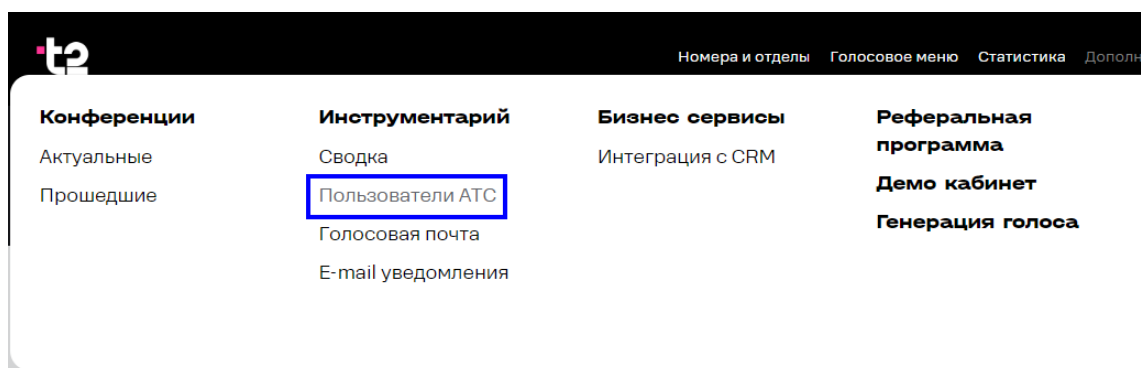 t2
Номера и отделы Голосовое меню Статистика Дополн
Конференции
Актуальные
Прошедшие
Инструментарий
Сводка
Пользователи АТС
Голосовая почта
E-mail уведомления
Бизнес сервисы
Интеграция с CRM
Реферальная
программа
Демо кабинет
Генерация голоса